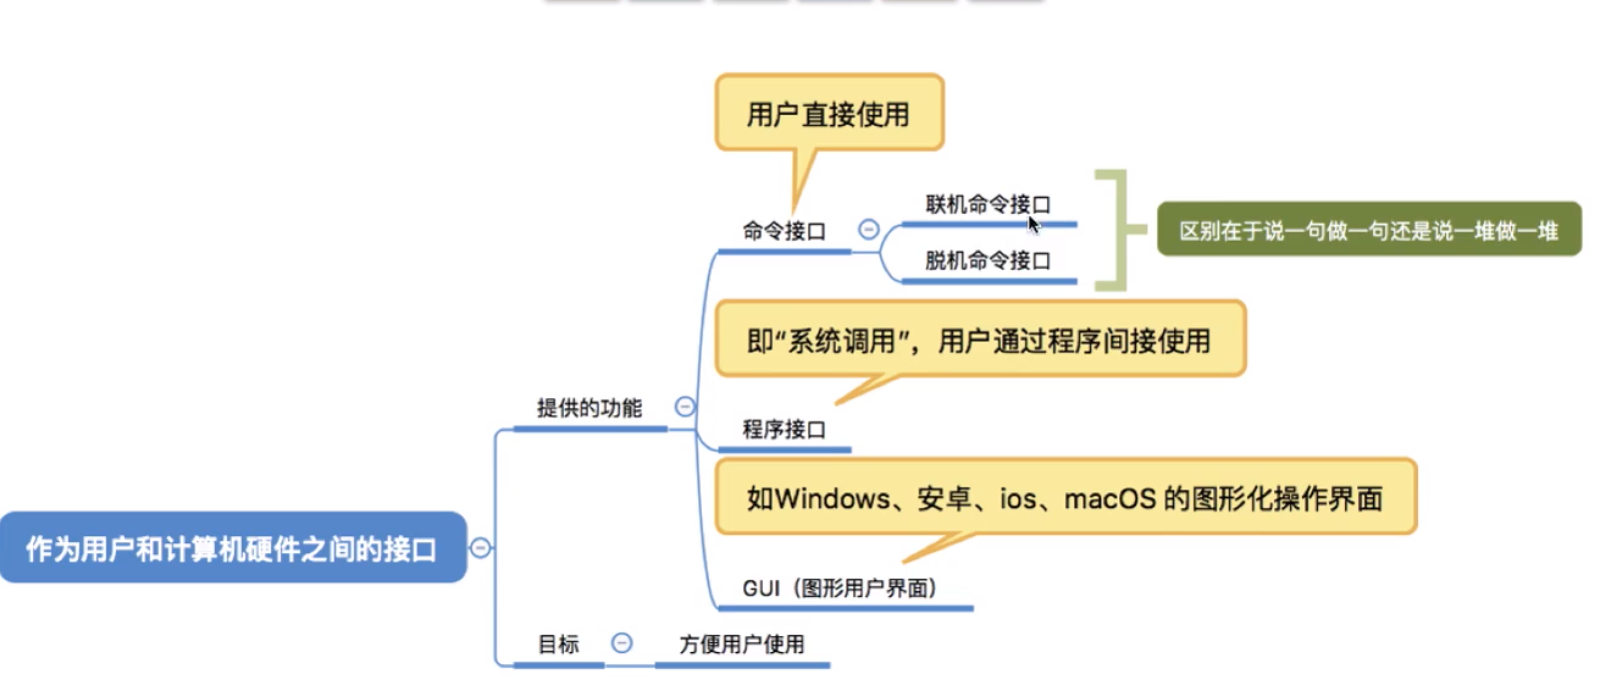 用户直接使用
联机命令接口
命令接口
区别在于说一句做一句还是说一堆做一堆
脱机命令接口
即“系统调用”，用户通过程序间接使用
提供的功能
程序接口
如Windows、安卓、ios、macOS 的图形化操作界面
作为用户和计算机硬件之间的接口
GUI（图形用户界面）
目标
方便用户使用